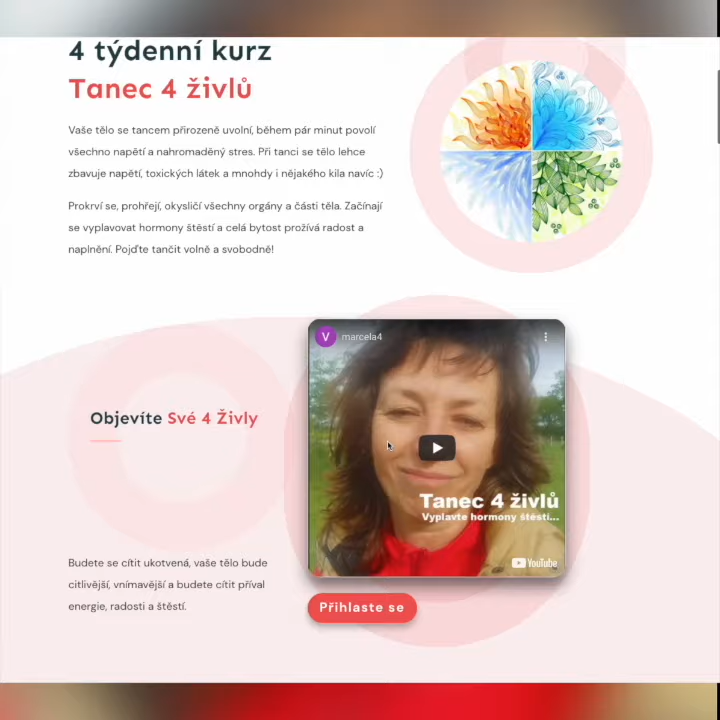 4 týdenní kurz
Tanec 4 živlů
Vaše tělo se tancem přirozeně uvolní, během pár minut povolí
všechno napětí a nahromaděný stres. Při tanci se tělo lehce
zbavuje napětí, toxických látek a mnohdy i nějakého kila navíc :)
Prokrví se, prohřejí, okysličí všechny orgány a části těla. Začínají
se vyplavovat hormony štěstí a celá bytost prožívá radost a
naplnění. Pojďte tančit volně a svobodně!
V marcela4
Objevíte Své 4 Živly
Tanec 4 živlů
Vyplavte hormony štěstí...
YouTube
Budete se cítit ukotvená, vaše tělo bude
citlivější, vnímavější a budete cítit příval
energie, radosti a štěstí.
Přihlaste se